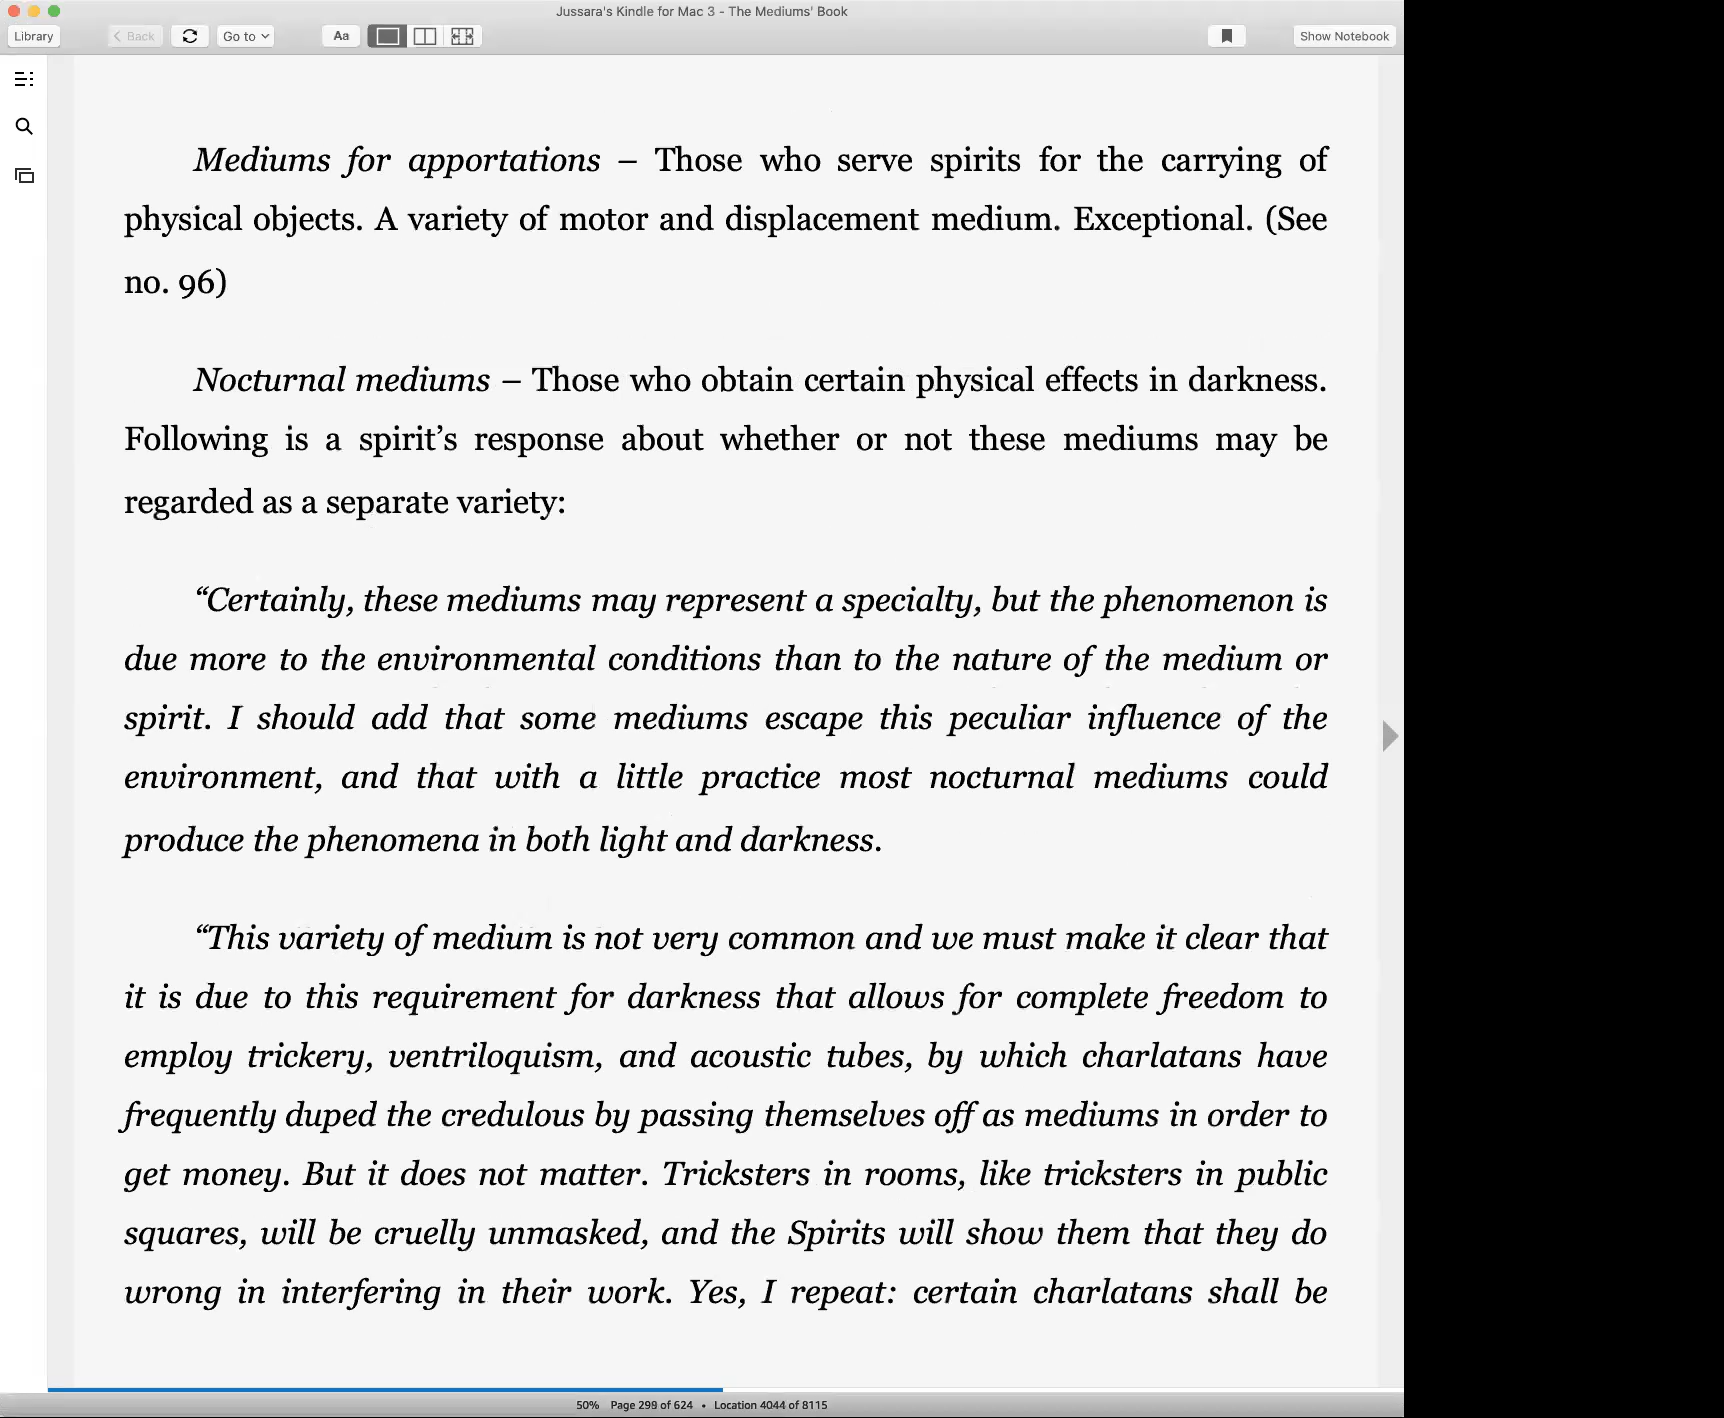 Jussara's Kindle for Mac 3 - The Mediums' Book
Library
Back
Go to
Aa
Show Notebook
Mediums for apportations – Those who serve spirits for the carrying of
physical objects. A variety of motor and displacement medium. Exceptional. (See
no. 96)
Nocturnal mediums – Those who obtain certain physical effects in darkness.
Following is a spirit’s response about whether or not these mediums may be
regarded as a separate variety:
“Certainly, these mediums may represent a specialty, but the phenomenon is
due more to the environmental conditions than to the nature of the medium or
spirit. I should add that some mediums escape this peculiar influence of the
environment, and that with a little practice most nocturnal mediums could
produce the phenomena in both light and darkness.
“This variety of medium is not very common and we must make it clear that
it is due to this requirement for darkness that allows for complete freedom to
employ trickery, ventriloquism, and acoustic tubes, by which charlatans have
frequently duped the credulous by passing themselves off as mediums in order to
get money. But it does not matter. Tricksters in rooms, like tricksters in public
squares, will be cruelly unmasked, and the Spirits will show them that they do
wrong in interfering in their work. Yes, I repeat: certain charlatans shall be
50% Page 299 of 624 • Location 4044 of 8115